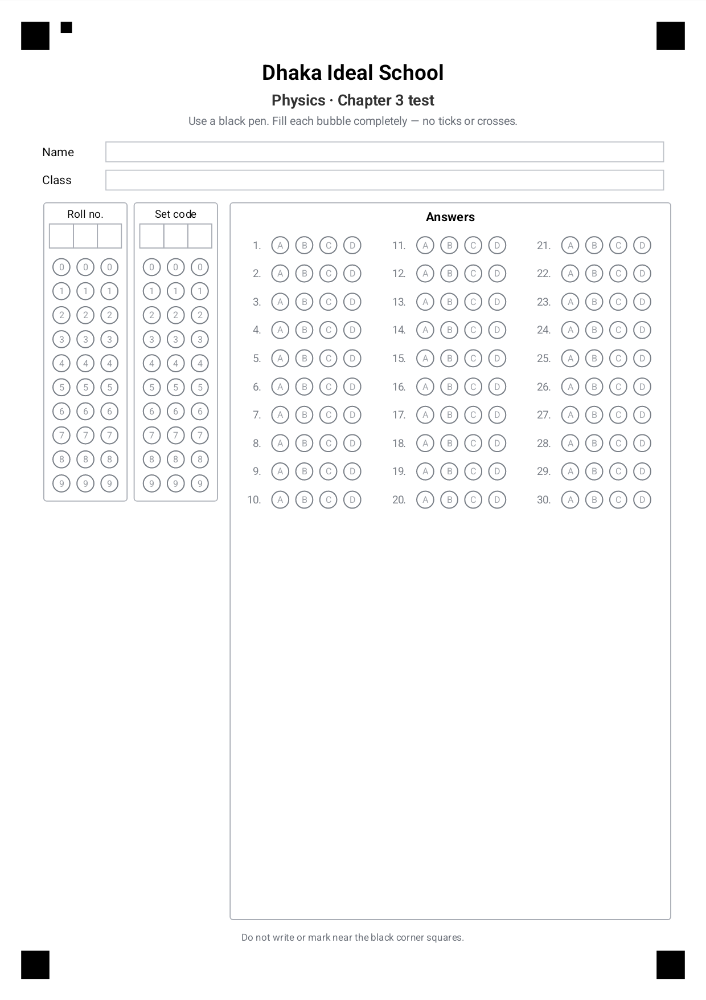 Dhaka Ideal School
Physics · Chapter 3 test
Use a black pen. Fill each bubble completely — no ticks or crosses.
Name
Class
Roll no.
0 0 0
1 1 1
2 2 2
3 3 3
4 4 4
5 5 5
6 6 6
7 7 7
8 8 8
9 9 9
Set code
0 0 0
1 1 1
2 2 2
3 3 3
4 4 4
5 5 5
6 6 6
7 7 7
8 8 8
9 9 9
Answers
1. A B C D 11. A B C D 21. A B C D
2. A B C D 12. A B C D 22. A B C D
3. A B C D 13. A B C D 23. A B C D
4. A B C D 14. A B C D 24. A B C D
5. A B C D 15. A B C D 25. A B C D
6. A B C D 16. A B C D 26. A B C D
7. A B C D 17. A B C D 27. A B C D
8. A B C D 18. A B C D 28. A B C D
9. A B C D 19. A B C D 29. A B C D
10. A B C D 20. A B C D 30. A B C D
Do not write or mark near the black corner squares.